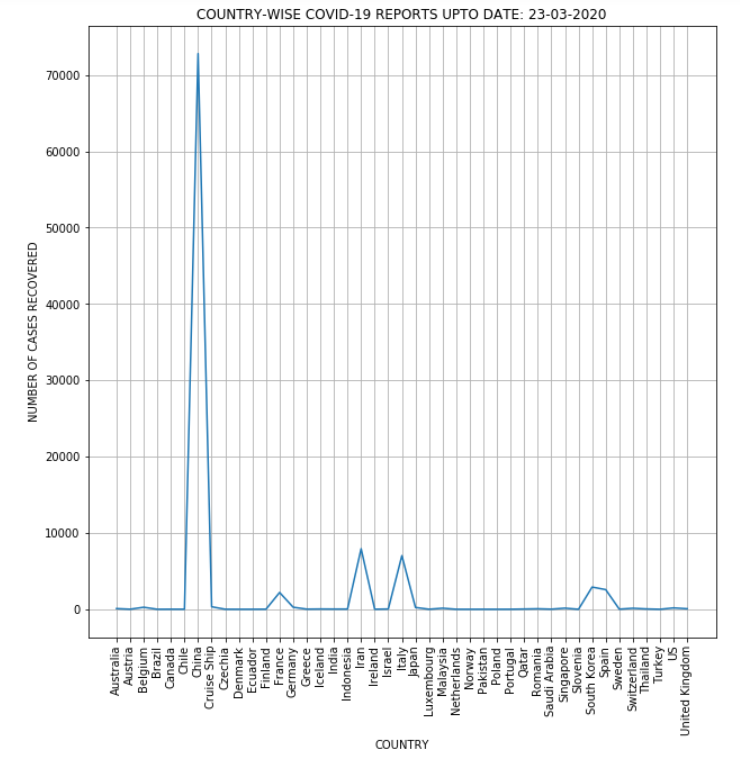 COUNTRY-WISE COVID-19 REPORTS UPTO DATE: 23-03-2020
NUMBER OF CASES RECOVERED
70000
60000
50000
40000
30000
20000
10000
0
Australia
Austria
Belgium
Brazil
Canada
Chile
China
Cruise Ship
Czechia
Denmark
Ecuador
Finland
France
Germany
Greece
Iceland
India
Indonesia
Iran
Ireland
Israel
Italy
Japan
Luxembourg
Malaysia
Netherlands
Norway
Pakistan
Poland
Portugal
Qatar
Romania
Saudi Arabia
Singapore
Slovenia
South Korea
Spain
Sweden
Switzerland
Thailand
Turkey
US
United Kingdom
COUNTRY